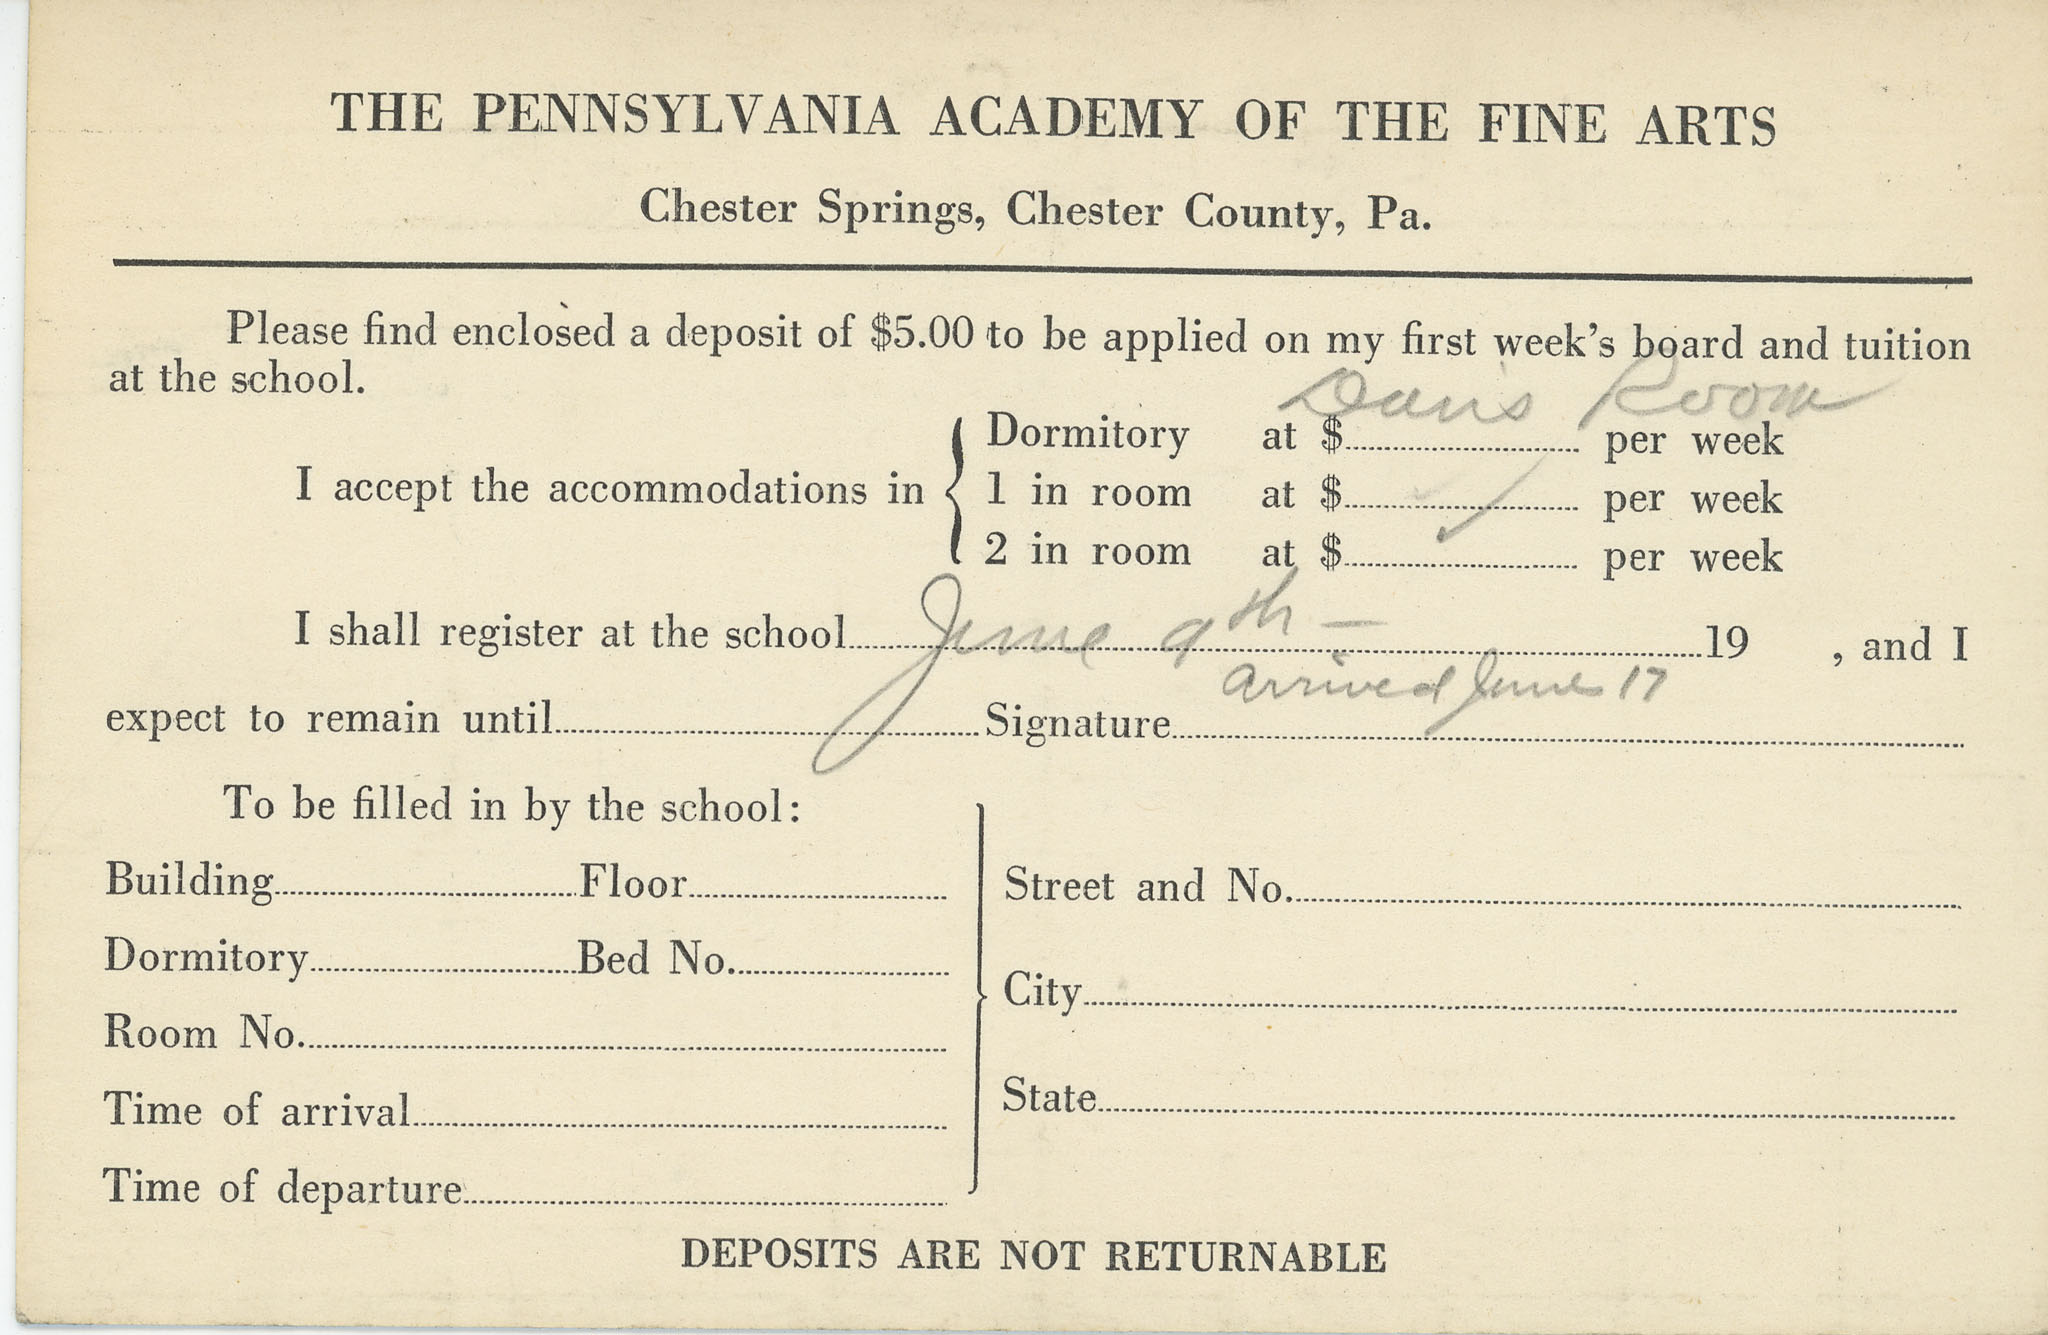 THE PENNSYLVANIA ACADEMY OF THE FINE ARTS
Chester Springs, Chester County, Pa.
Please find enclosed a deposit of $5.00 to be applied on my first week's board and tuition
at the school.
Davis Room
I accept the accommodations in { Dormitory at $ per week
1 in room at $ per week
2 in room at $ ✓ per week
I shall register at the school June 9th — 19 , and I
arrived June 17
expect to remain until Signature
To be filled in by the school:
Building Floor
Dormitory Bed No.
Room No.
Time of arrival
Time of departure
Street and No.
City
State
DEPOSITS ARE NOT RETURNABLE